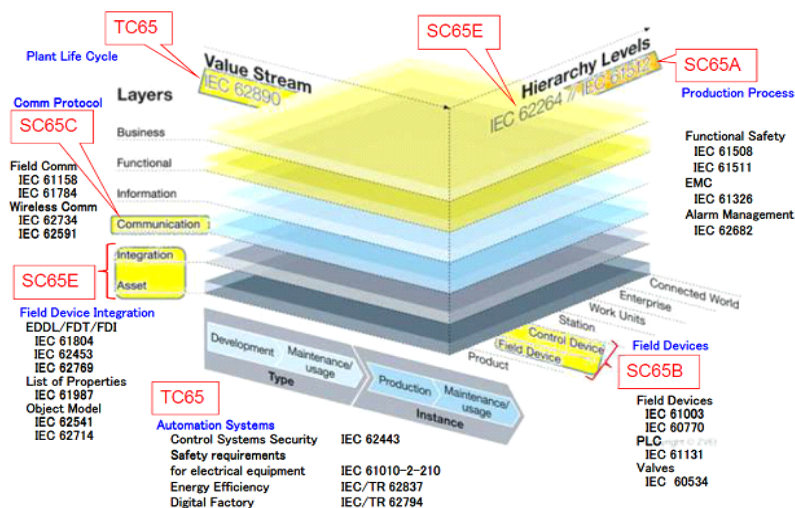 TC65
Plant Life Cycle
Value Stream
IEC 62890
SC65E
Hierarchy Levels
IEC 62264 // IEC 61512
SC65A
Production Process
Layers
Business
Functional
Information
Communication
Integration
Asset
Comm Protocol
SC65C
Field Comm
IEC 61158
IEC 61784
Wireless Comm
IEC 62734
IEC 62591
SC65E
Field Device Integration
EDDL/FDT/FDI
IEC 61804
IEC 62453
IEC 62769
List of Properties
IEC 61987
Object Model
IEC 62541
IEC 62714
Functional Safety
IEC 61508
IEC 61511
EMC
IEC 61326
Alarm Management
IEC 62682
Connected World
Enterprise
Work Units
Station
Control Device
Field Device
Product
Development
Maintenance/
usage
Type
Production
Maintenance/
usage
Instance
TC65
Automation Systems
Control Systems Security IEC 62443
Safety requirements
for electrical equipment IEC 61010-2-210
Energy Efficiency IEC/TR 62837
Digital Factory IEC/TR 62794
Field Devices
SC65B
Field Devices
IEC 61003
IEC 60770
PLC
IEC 61131
Valves
IEC 60534